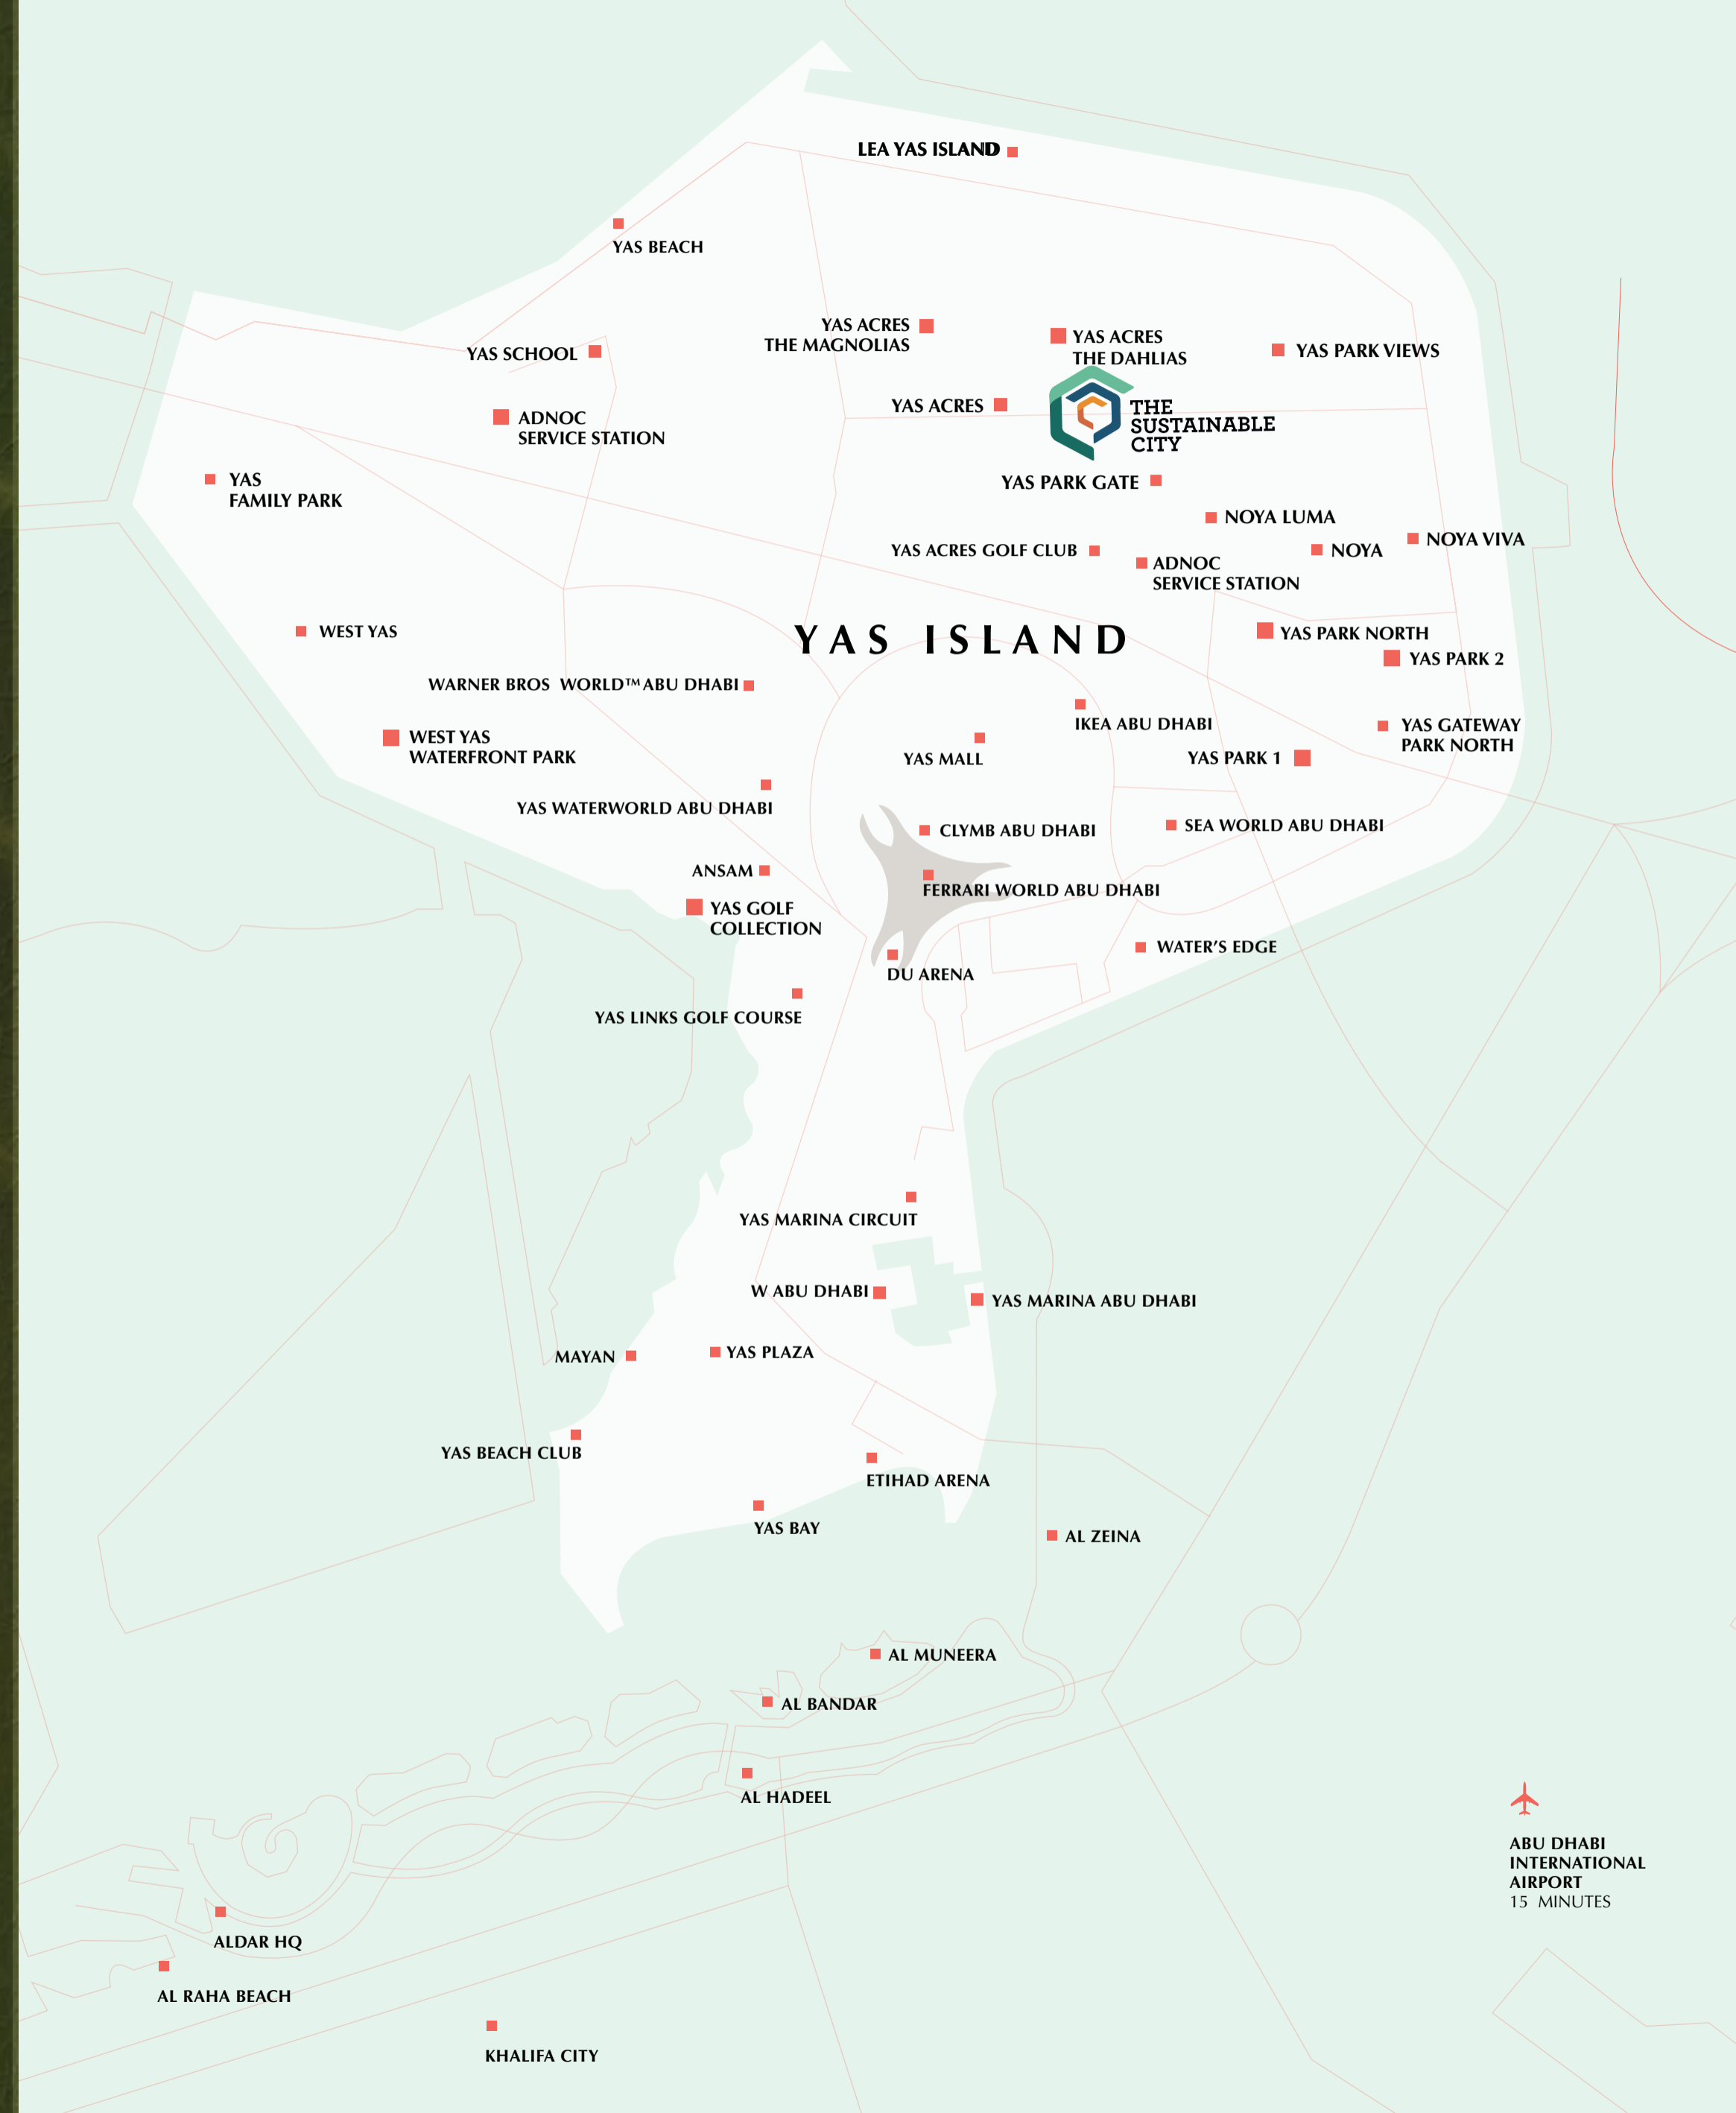 LEA YAS ISLAND
YAS BEACH
YAS ACRES
THE MAGNOLIAS
YAS ACRES
THE DAHLIAS
YAS PARK VIEWS
YAS SCHOOL
YAS ACRES
THE
SUSTAINABLE
CITY
ADNOC
SERVICE STATION
YAS
FAMILY PARK
YAS PARK GATE
NOYA LUMA
NOYA VIVA
YAS ACRES GOLF CLUB
NOYA
ADNOC
SERVICE STATION
WEST YAS
YAS ISLAND
YAS PARK NORTH
YAS PARK 2
WARNER BROS WORLD™ ABU DHABI
IKEA ABU DHABI
YAS GATEWAY
PARK NORTH
WEST YAS
WATERFRONT PARK
YAS MALL
YAS PARK 1
YAS WATERWORLD ABU DHABI
CLYMB ABU DHABI
SEA WORLD ABU DHABI
ANSAM
FERRARI WORLD ABU DHABI
YAS GOLF
COLLECTION
WATER'S EDGE
DU ARENA
YAS LINKS GOLF COURSE
YAS MARINA CIRCUIT
W ABU DHABI
YAS MARINA ABU DHABI
MAYAN
YAS PLAZA
YAS BEACH CLUB
ETIHAD ARENA
YAS BAY
AL ZEINA
AL MUNEERA
AL BANDAR
AL HADEEL
ABU DHABI
INTERNATIONAL
AIRPORT
15 MINUTES
ALDAR HQ
AL RAHA BEACH
KHALIFA CITY